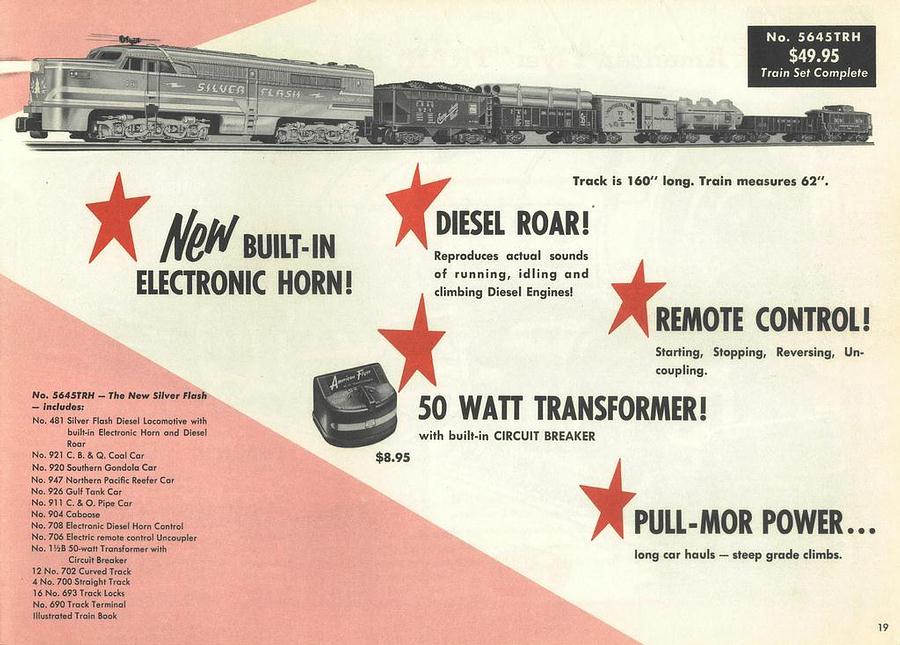 No. 5645TRH
$49.95
Train Set Complete
SILVER FLASH
Track is 160" long. Train measures 62".
New BUILT-IN
ELECTRONIC HORN!
DIESEL ROAR!
Reproduces actual sounds
of running, idling and
climbing Diesel Engines!
REMOTE CONTROL!
Starting, Stopping, Reversing, Un-
coupling.
American Flyer
50 WATT TRANSFORMER!
with built-in CIRCUIT BREAKER
$8.95
No. 5645TRH — The New Silver Flash
— includes:
No. 481 Silver Flash Diesel Locomotive with
built-in Electronic Horn and Diesel
Roar
No. 921 C. B. & Q. Coal Car
No. 920 Southern Gondola Car
No. 947 Northern Pacific Reefer Car
No. 926 Gulf Tank Car
No. 911 C. & O. Pipe Car
No. 904 Caboose
No. 708 Electronic Diesel Horn Control
No. 706 Electric remote control Uncoupler
No. 1½B 50-watt Transformer with
Circuit Breaker
12 No. 702 Curved Track
4 No. 700 Straight Track
16 No. 693 Track Locks
No. 690 Track Terminal
Illustrated Train Book
PULL-MOR POWER...
long car hauls — steep grade climbs.
19